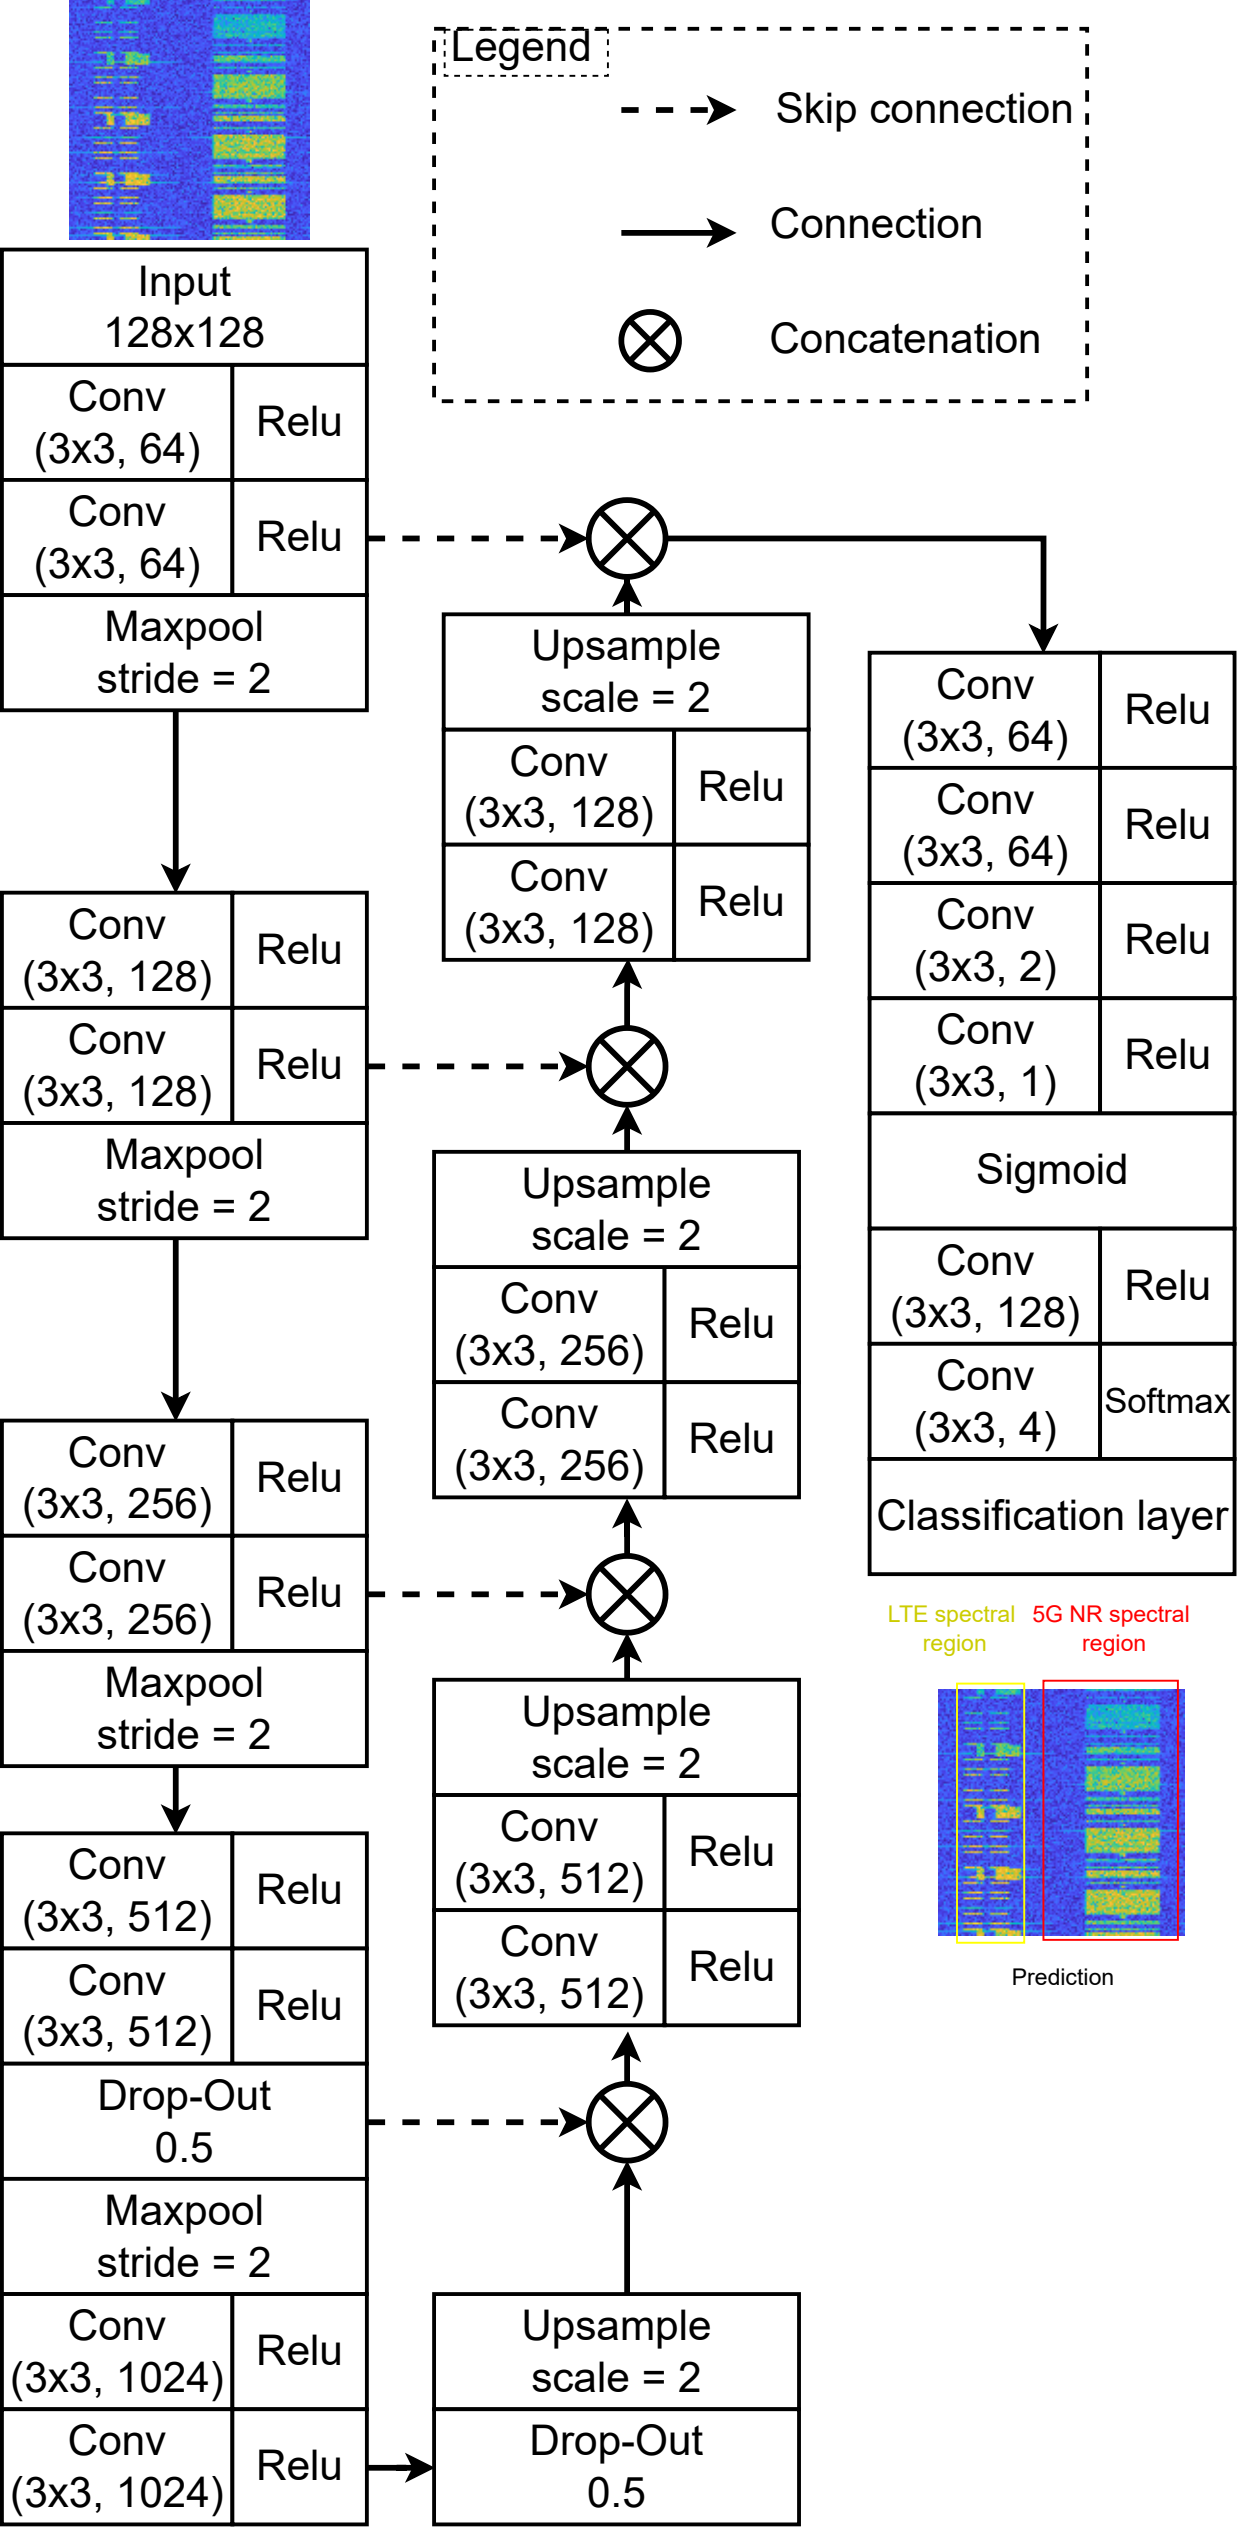 Legend
Skip connection
Connection
Concatenation
Input
128x128
Conv
(3x3, 64)
Relu
Conv
(3x3, 64)
Relu
Maxpool
stride = 2
Conv
(3x3, 128)
Relu
Conv
(3x3, 128)
Relu
Maxpool
stride = 2
Conv
(3x3, 256)
Relu
Conv
(3x3, 256)
Relu
Maxpool
stride = 2
Conv
(3x3, 512)
Relu
Conv
(3x3, 512)
Relu
Drop-Out
0.5
Maxpool
stride = 2
Conv
(3x3, 1024)
Relu
Conv
(3x3, 1024)
Relu
Upsample
scale = 2
Conv
(3x3, 128)
Relu
Conv
(3x3, 128)
Relu
Upsample
scale = 2
Conv
(3x3, 256)
Relu
Conv
(3x3, 256)
Relu
Upsample
scale = 2
Conv
(3x3, 512)
Relu
Conv
(3x3, 512)
Relu
Upsample
scale = 2
Drop-Out
0.5
Conv
(3x3, 64)
Relu
Conv
(3x3, 64)
Relu
Conv
(3x3, 2)
Relu
Conv
(3x3, 1)
Relu
Sigmoid
Conv
(3x3, 128)
Relu
Conv
(3x3, 4)
Softmax
Classification layer
LTE spectral
region
5G NR spectral
region
Prediction